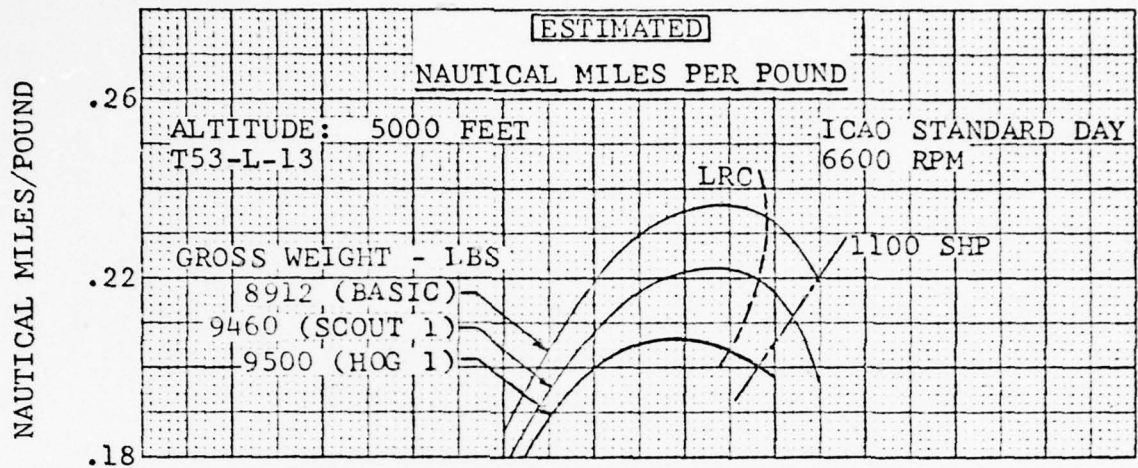 ESTIMATED
NAUTICAL MILES PER POUND
NAUTICAL MILES/POUND
.26
ALTITUDE: 5000 FEET
T53-L-13
ICAO STANDARD DAY
6600 RPM
LRC
1100 SHP
GROSS WEIGHT - LBS
.22
8912 (BASIC)
9460 (SCOUT 1)
9500 (HOG 1)
.18